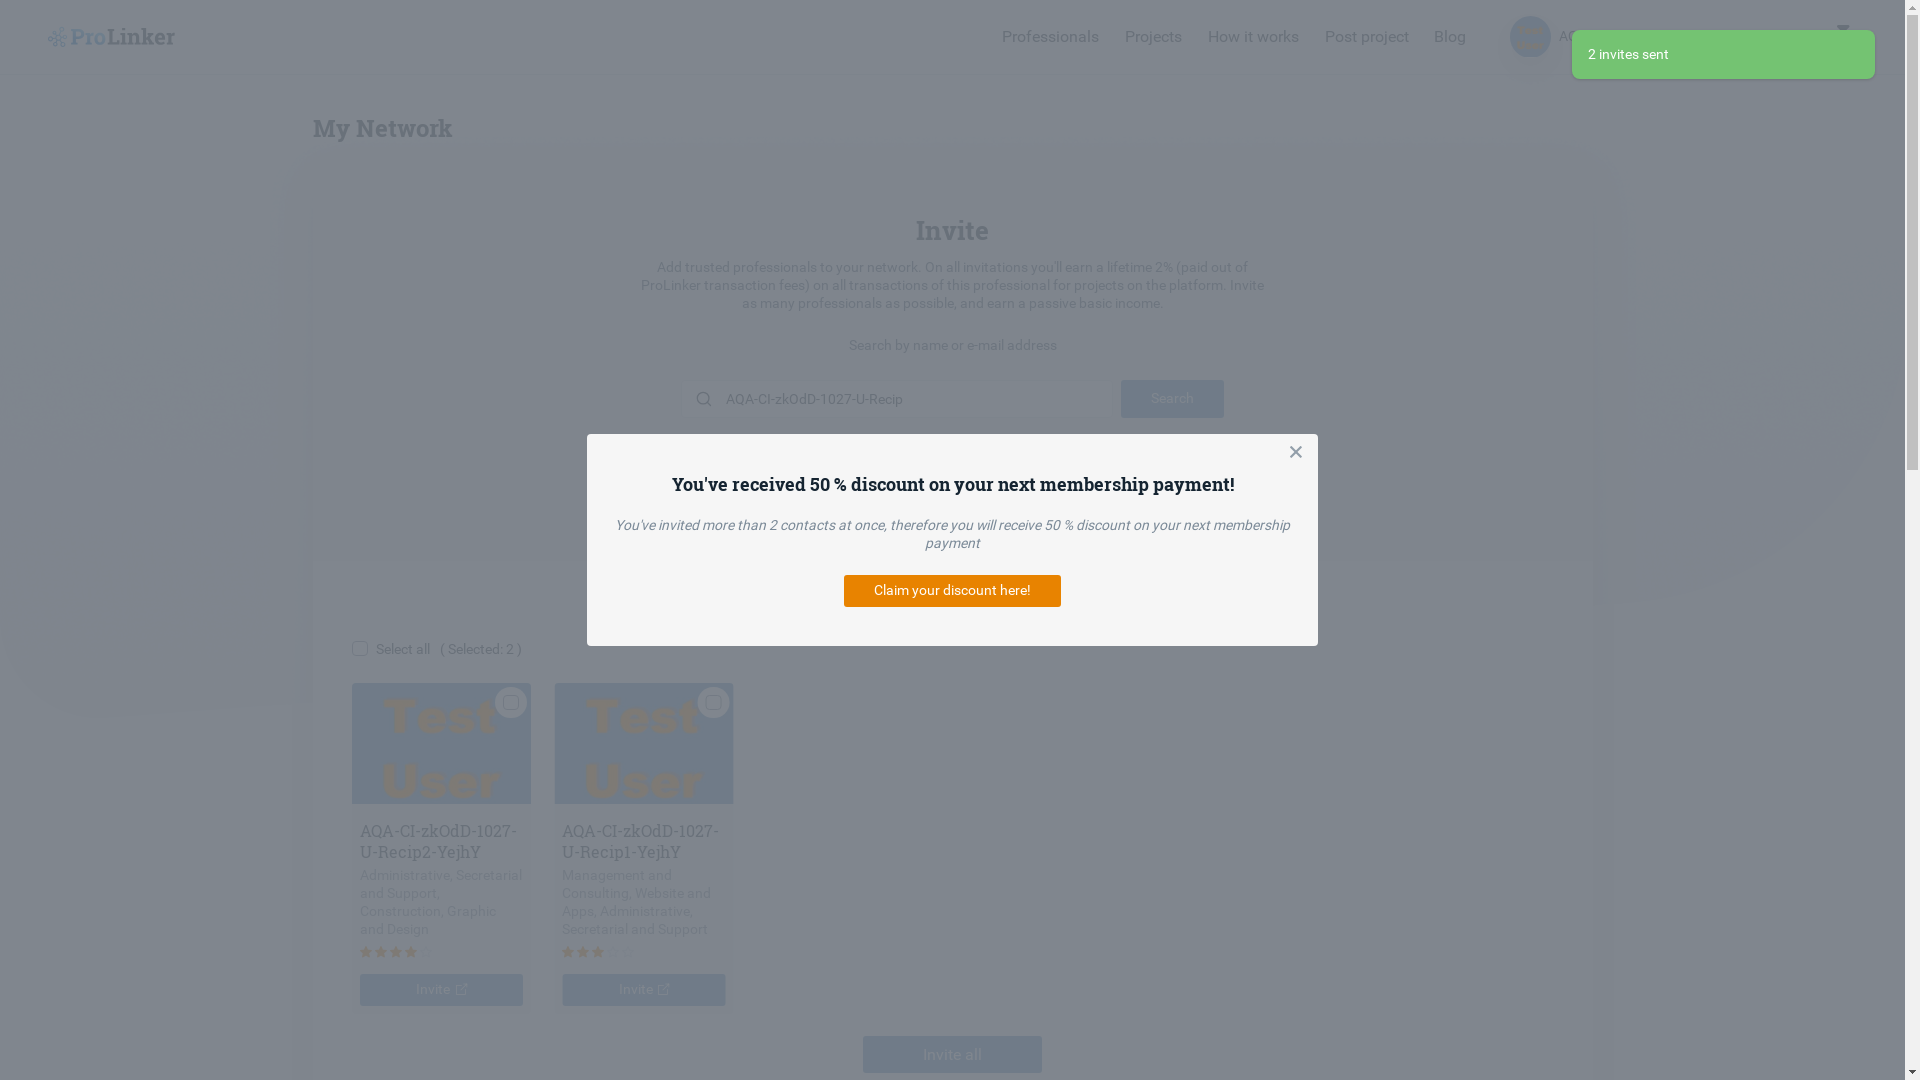 ProLinker
Professionals
Projects
How it works
Post project
Blog
2 invites sent
My Network
Invite
Add trusted professionals to your network. On all invitations you'll earn a lifetime 2% (paid out of
ProLinker transaction fees) on all transactions of this professional for projects on the platform. Invite
as many professionals as possible, and earn a passive basic income.
Search by name or e-mail address
AQA-CI-zkOdD-1027-U-Recip
Search
You've received 50 % discount on your next membership payment!
You've invited more than 2 contacts at once, therefore you will receive 50 % discount on your next membership
payment
Claim your discount here!
Select all ( Selected: 2 )
Test
User
Test
User
AQA-CI-zkOdD-1027-
U-Recip2-YejhY
Administrative, Secretarial
and Support,
Construction, Graphic
and Design
Invite
AQA-CI-zkOdD-1027-
U-Recip1-YejhY
Management and
Consulting, Website and
Apps, Administrative,
Secretarial and Support
Invite
Invite all